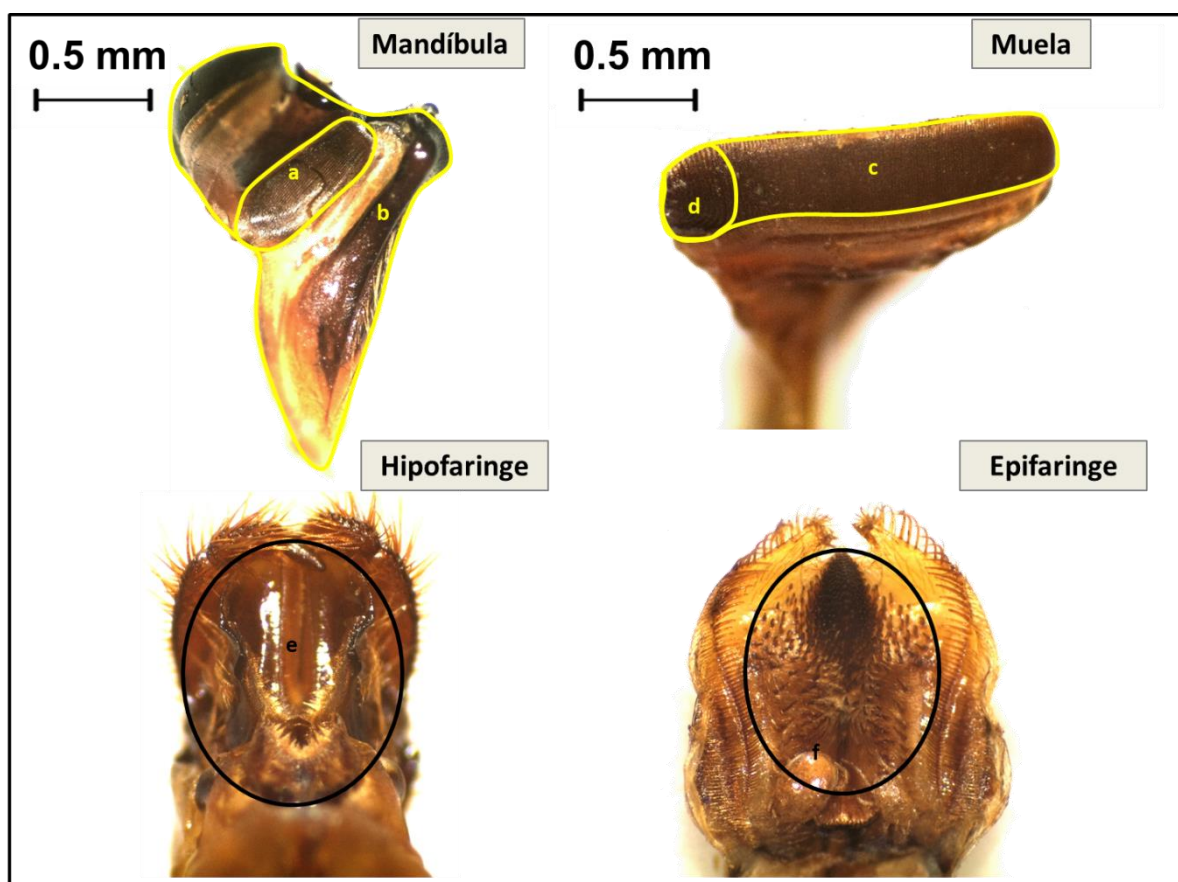 Mandíbula
0.5 mm
a
b
Muela
0.5 mm
c
d
Hipofaringe
e
Epifaringe
f